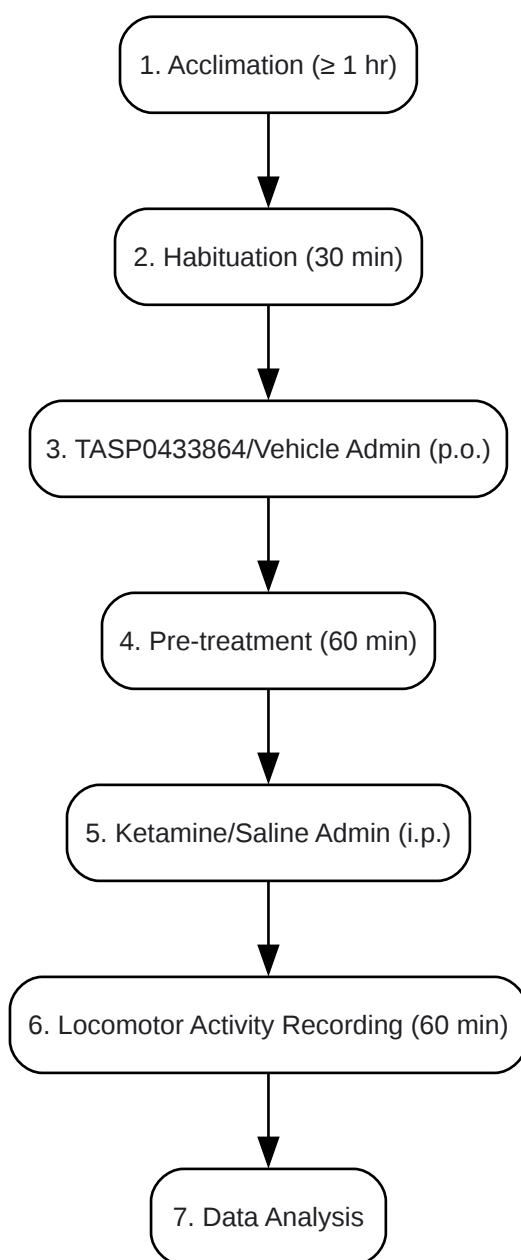 1. Acclimation (≥ 1 hr)
2. Habituation (30 min)
3. TASP0433864/Vehicle Admin (p.o.)
4. Pre-treatment (60 min)
5. Ketamine/Saline Admin (i.p.)
6. Locomotor Activity Recording (60 min)
7. Data Analysis